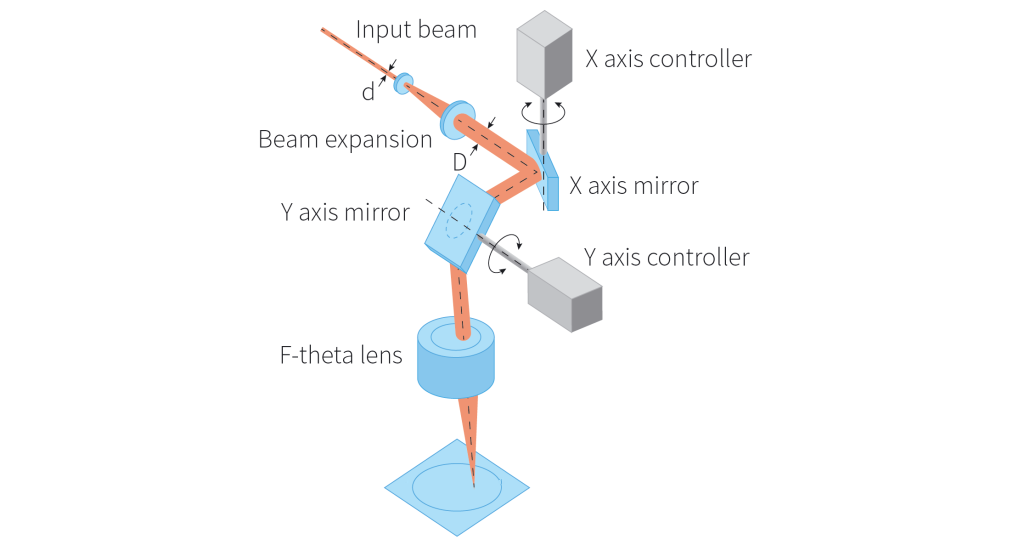 Input beam
X axis controller
d
Beam expansion
D
X axis mirror
Y axis mirror
Y axis controller
F-theta lens